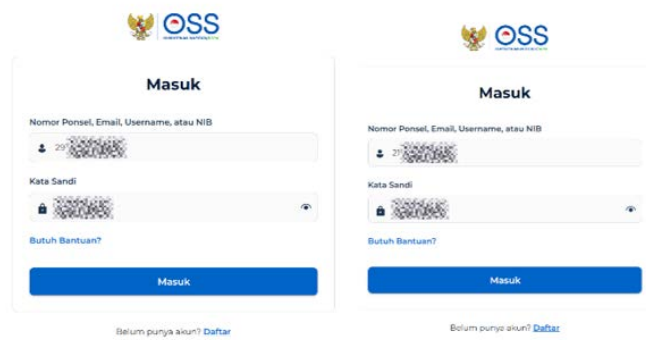 OSS
Masuk
Nomor Ponsel, Email, Username, atau NIB
Kata Sandi
Butuh Bantuan?
Masuk
Belum punya akun? Daftar
OSS
Masuk
Nomor Ponsel, Email, Username, atau NIB
Kata Sandi
Butuh Bantuan?
Masuk
Belum punya akun? Daftar